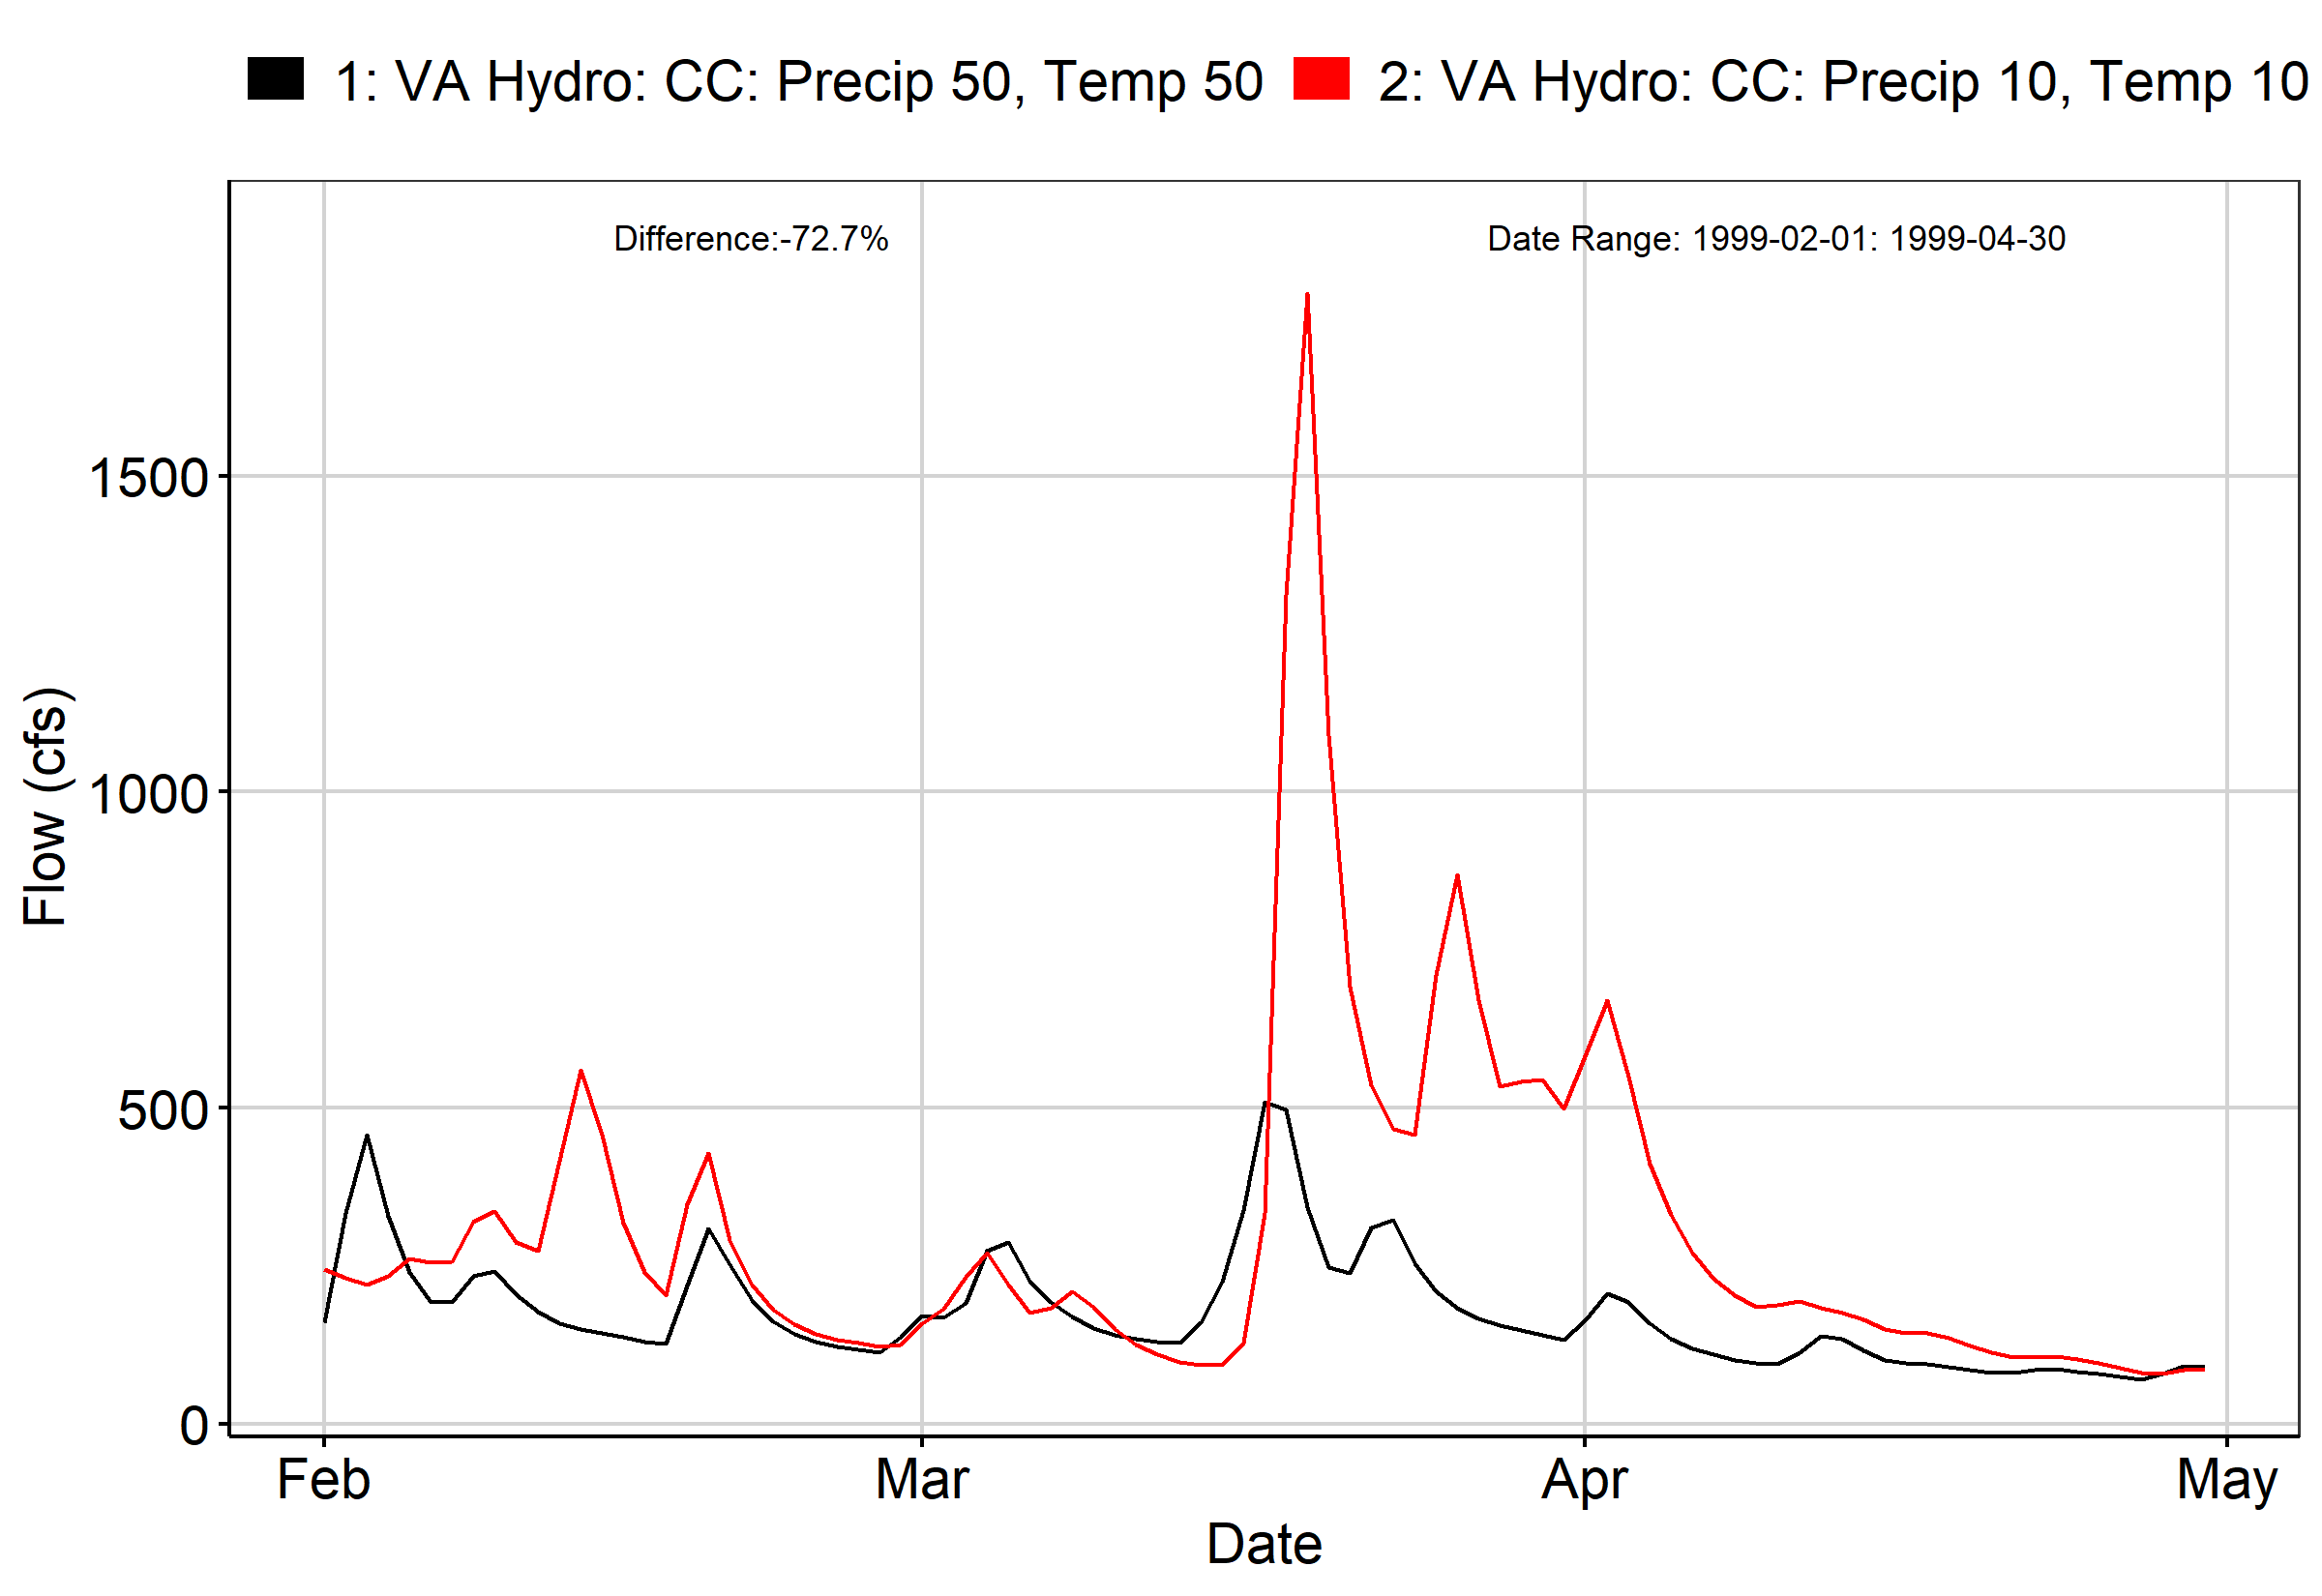 1: VA Hydro: CC: Precip 50, Temp 50 2: VA Hydro: CC: Precip 10, Temp 10
Difference:-72.7% Date Range: 1999-02-01: 1999-04-30
1500
1000
500
0
Flow (cfs)
Feb Mar Apr May
Date